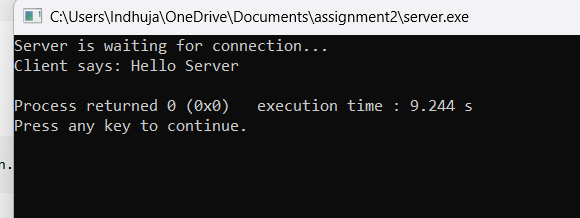 C:\Users\Indhuja\OneDrive\Documents\assignment2\server.exe
Server is waiting for connection...
Client says: Hello Server
Process returned 0 (0x0)   execution time : 9.244 s
Press any key to continue.
n.